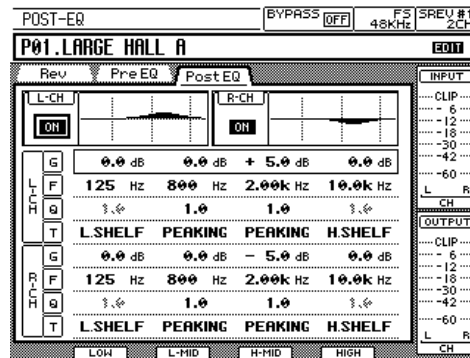 POST-EQ
BYPASS OFF
FS 48KHz
SREV #1 2CH
P01.LARGE HALL A
EDIT
Rev PreEQ PostEQ
L-CH ON
R-CH ON
L-CH
G 0.0 dB 0.0 dB + 5.0 dB 0.0 dB
F 125 Hz 800 Hz 2.00k Hz 10.0k Hz
Q 1.0 1.0
T L.SHELF PEAKING PEAKING H.SHELF
R-CH
G 0.0 dB 0.0 dB - 5.0 dB 0.0 dB
F 125 Hz 800 Hz 2.00k Hz 10.0k Hz
Q 1.0 1.0
T L.SHELF PEAKING PEAKING H.SHELF
LOW L-MID H-MID HIGH
INPUT
CLIP
- 6
-12
-18
-30
-42
-60
L R
CH
OUTPUT
CLIP
- 6
-12
-18
-30
-42
-60
L R
CH